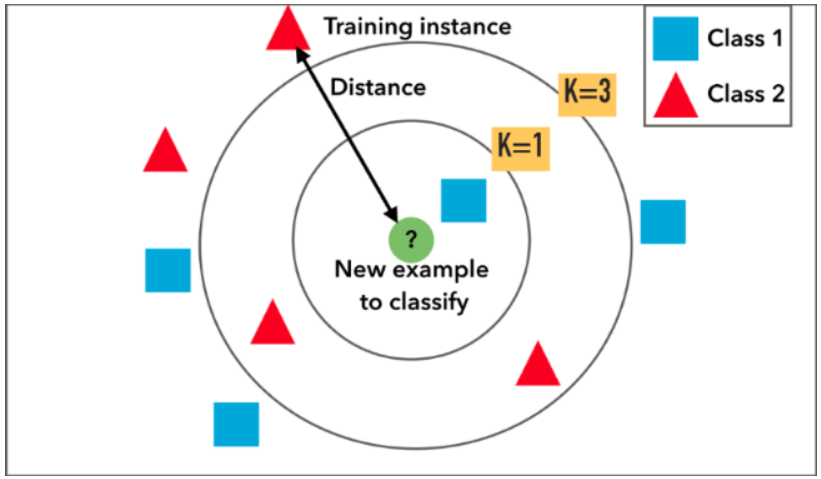 Training instance
Distance
Class 1
Class 2
K=3
K=1
?
New example
to classify